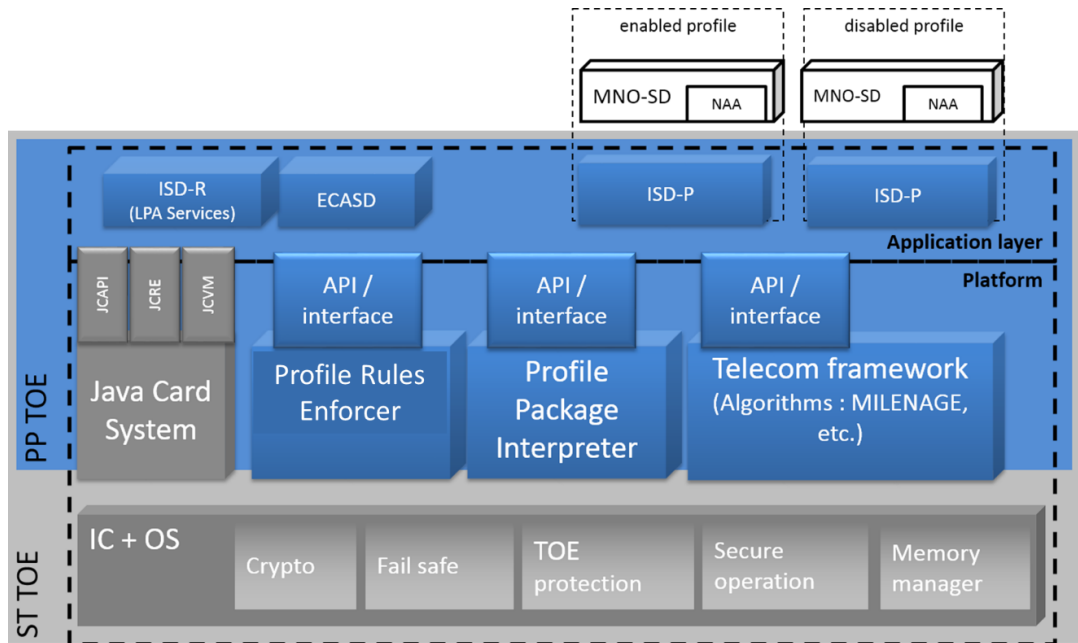 enabled profile
disabled profile
MNO-SD
NAA
MNO-SD
NAA
ISD-R
(LPA Services)
ECASD
ISD-P
ISD-P
Application layer
Platform
JCAPI
JCRE
JCVM
API /
interface
API /
interface
API /
interface
PP TOE
Java Card
System
Profile Rules
Enforcer
Profile
Package
Interpreter
Telecom framework
(Algorithms : MILENAGE,
etc.)
ST TOE
IC + OS
Crypto
Fail safe
TOE
protection
Secure
operation
Memory
manager